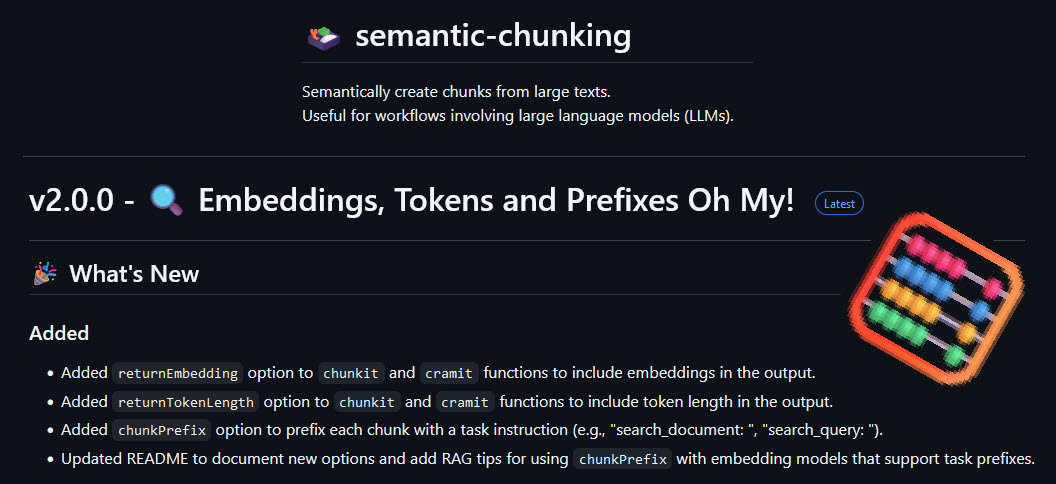 semantic-chunking
Semantically create chunks from large texts.
Useful for workflows involving large language models (LLMs).
v2.0.0 - 🔍 Embeddings, Tokens and Prefixes Oh My! Latest
🎉 What's New
Added
• Added returnEmbedding option to chunkit and cramit functions to include embeddings in the output.
• Added returnTokenLength option to chunkit and cramit functions to include token length in the output.
• Added chunkPrefix option to prefix each chunk with a task instruction (e.g., "search_document: ", "search_query: ").
• Updated README to document new options and add RAG tips for using chunkPrefix with embedding models that support task prefixes.